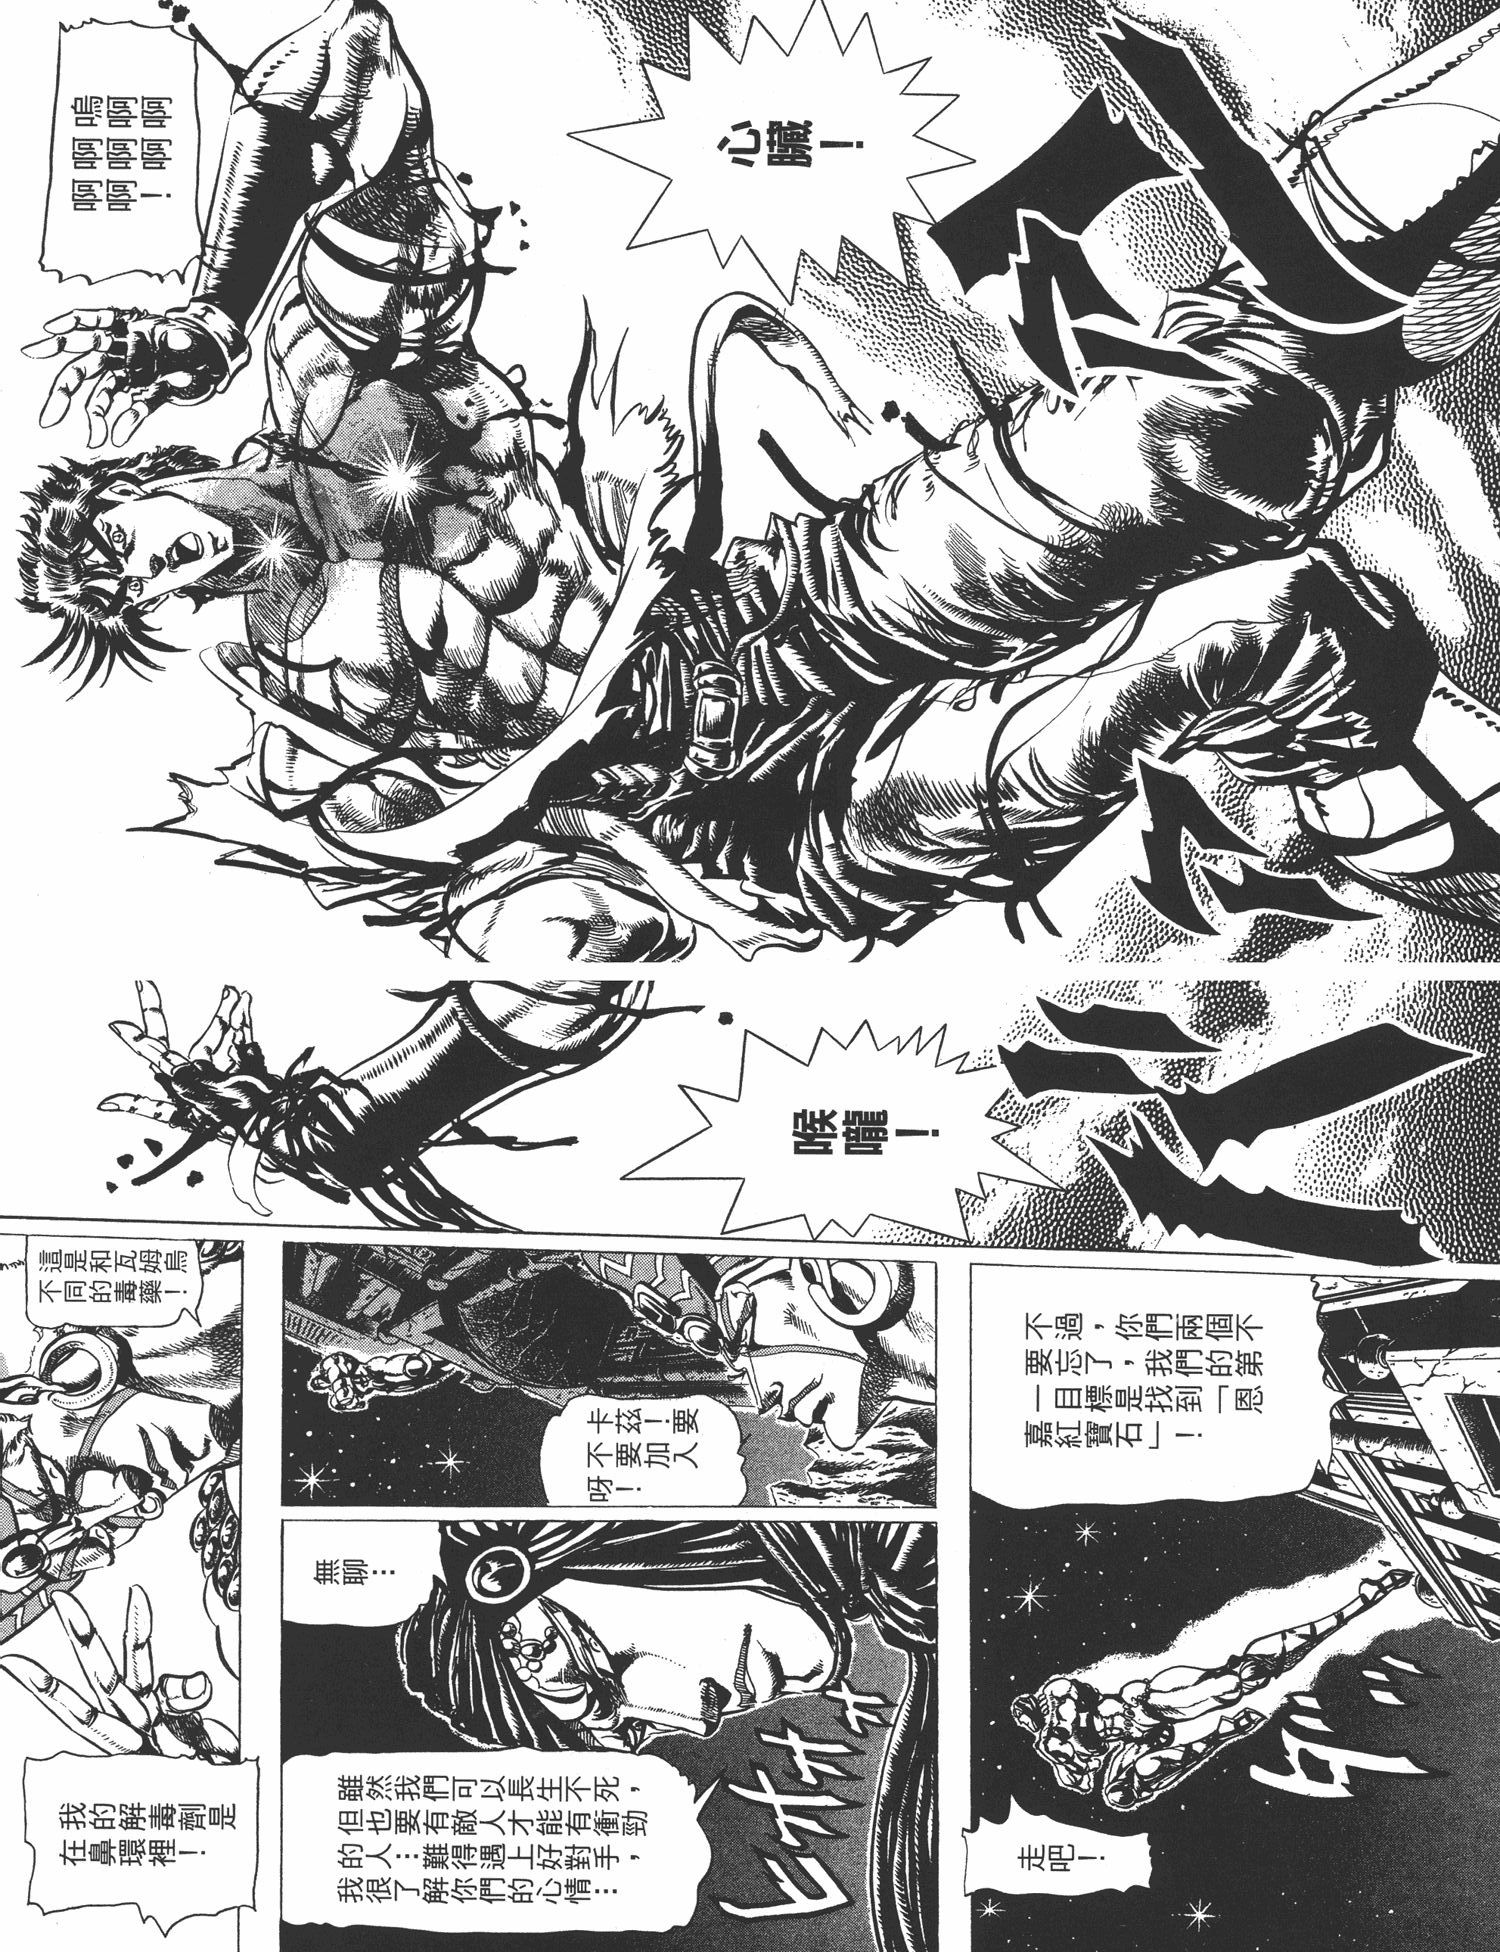 嗚啊啊
啊啊啊
啊啊！
心臟！
喉嚨！
這是和瓦姆烏
不同的毒藥！
我的解毒劑是
在鼻環裡！
卡茲！要
不要加入
呀！
無聊…
雖然我們可以長生不死，
但也要有敵人才能有衝勁
的人…難得遇上好對手，
我很了解你們的心情…
不過，你們兩個不
要忘了，我們的第
一目標是找到「恩
嘉紅寶石」！
走吧！